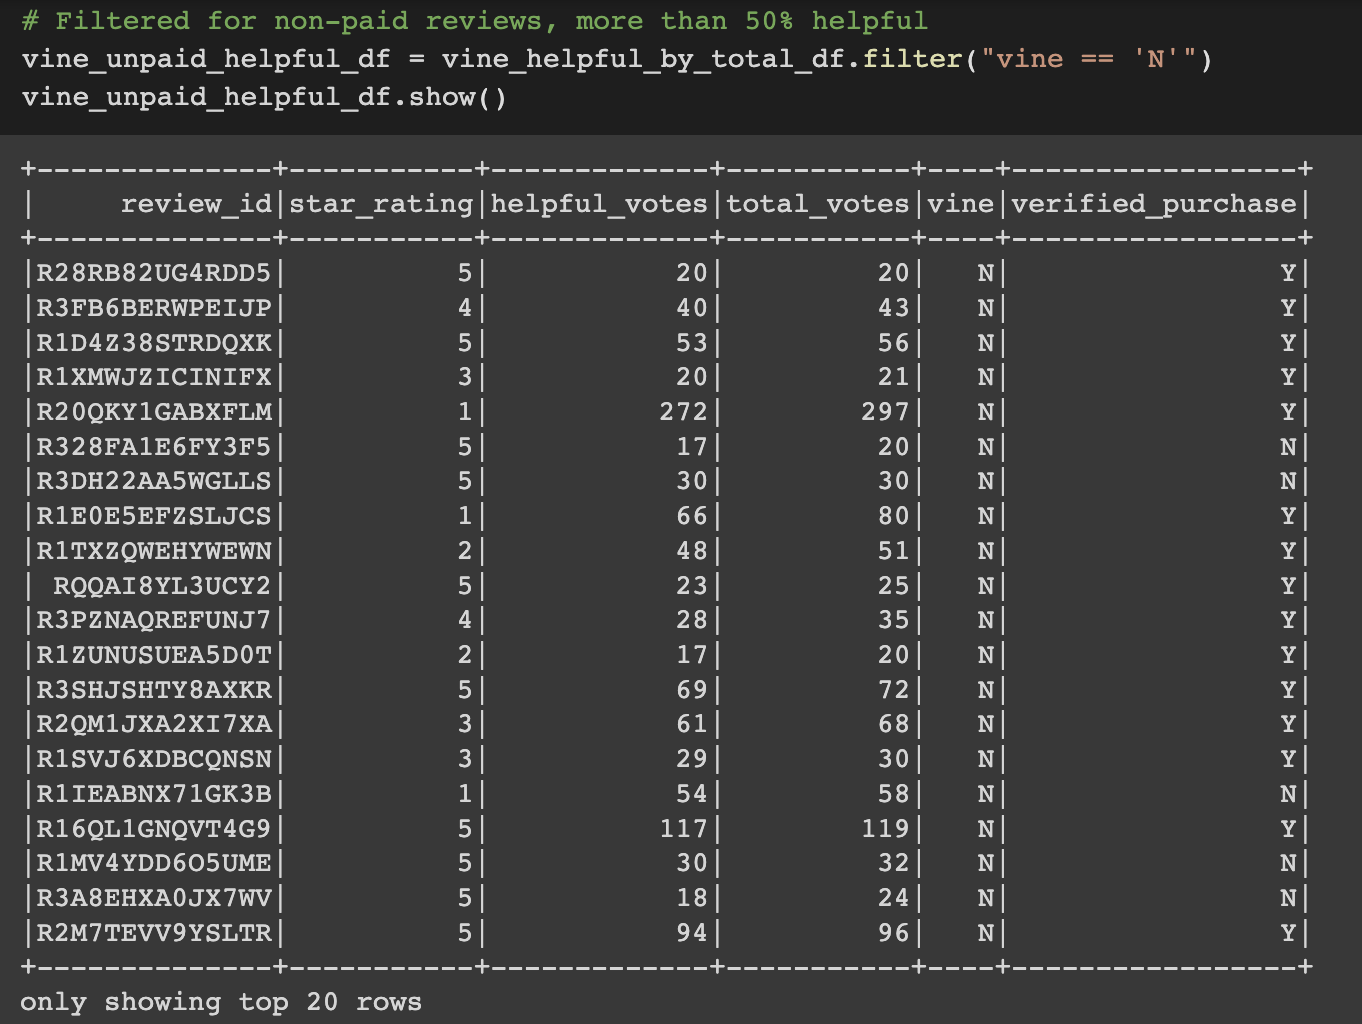 # Filtered for non-paid reviews, more than 50% helpful
vine_unpaid_helpful_df = vine_helpful_by_total_df.filter("vine == 'N'")
vine_unpaid_helpful_df.show()
+--------------+-----------+-------------+-----------+----+-----------------+
|     review_id|star_rating|helpful_votes|total_votes|vine|verified_purchase|
+--------------+-----------+-------------+-----------+----+-----------------+
|R28RB82UG4RDD5|          5|           20|         20|   N|                Y|
|R3FB6BERWPEIJP|          4|           40|         43|   N|                Y|
|R1D4Z38STRDQXK|          5|           53|         56|   N|                Y|
|R1XMWJZICINIFX|          3|           20|         21|   N|                Y|
|R20QKY1GABXFLM|          1|          272|        297|   N|                Y|
|R328FA1E6FY3F5|          5|           17|         20|   N|                N|
|R3DH22AA5WGLLS|          5|           30|         30|   N|                N|
|R1E0E5EFZSLJCS|          1|           66|         80|   N|                Y|
|R1TXZQWEHYWEWN|          2|           48|         51|   N|                Y|
| RQQAI8YL3UCY2|          5|           23|         25|   N|                Y|
|R3PZNAQREFUNJ7|          4|           28|         35|   N|                Y|
|R1ZUNUSUEA5D0T|          2|           17|         20|   N|                Y|
|R3SHJSHTY8AXKR|          5|           69|         72|   N|                Y|
|R2QM1JXA2XI7XA|          3|           61|         68|   N|                Y|
|R1SVJ6XDBCQNSN|          3|           29|         30|   N|                Y|
|R1IEABNX71GK3B|          1|           54|         58|   N|                N|
|R16QL1GNQVT4G9|          5|          117|        119|   N|                Y|
|R1MV4YDD6O5UME|          5|           30|         32|   N|                N|
|R3A8EHXA0JX7WV|          5|           18|         24|   N|                N|
|R2M7TEVV9YSLTR|          5|           94|         96|   N|                Y|
+--------------+-----------+-------------+-----------+----+-----------------+
only showing top 20 rows